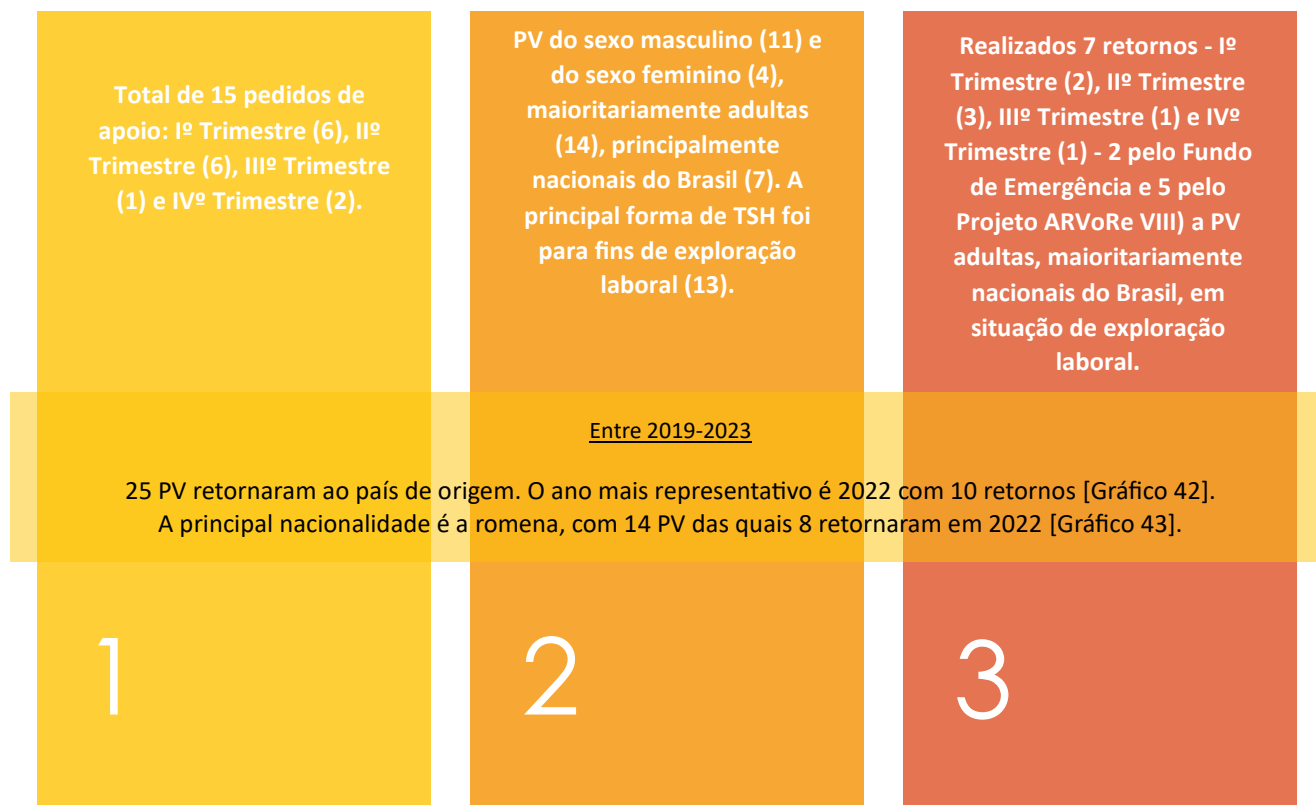 Total de 15 pedidos de
apoio: Iº Trimestre (6), IIº
Trimestre (6), IIIº Trimestre
(1) e IVº Trimestre (2).
PV do sexo masculino (11) e
do sexo feminino (4),
maioritariamente adultas
(14), principalmente
nacionais do Brasil (7). A
principal forma de TSH foi
para fins de exploração
laboral (13).
Realizados 7 retornos - Iº
Trimestre (2), IIº Trimestre
(3), IIIº Trimestre (1) e IVº
Trimestre (1) - 2 pelo Fundo
de Emergência e 5 pelo
Projeto ARVoRe VIII) a PV
adultas, maioritariamente
nacionais do Brasil, em
situação de exploração
laboral.
Entre 2019-2023
25 PV retornaram ao país de origem. O ano mais representativo é 2022 com 10 retornos [Gráfico 42].
A principal nacionalidade é a romena, com 14 PV das quais 8 retornaram em 2022 [Gráfico 43].
1
2
3